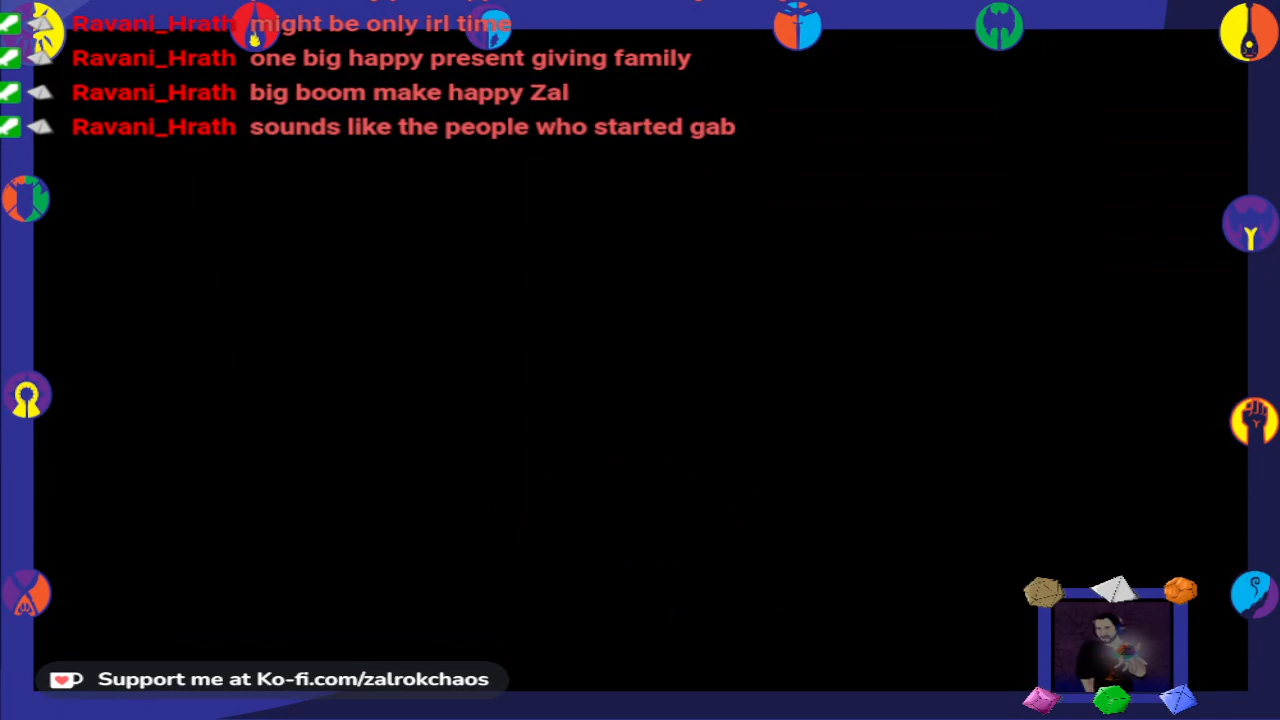 Ravani_Hrath might be only irl time
Ravani_Hrath one big happy present giving family
Ravani_Hrath big boom make happy Zal
Ravani_Hrath sounds like the people who started gab
Support me at Ko-fi.com/zalrokchaos